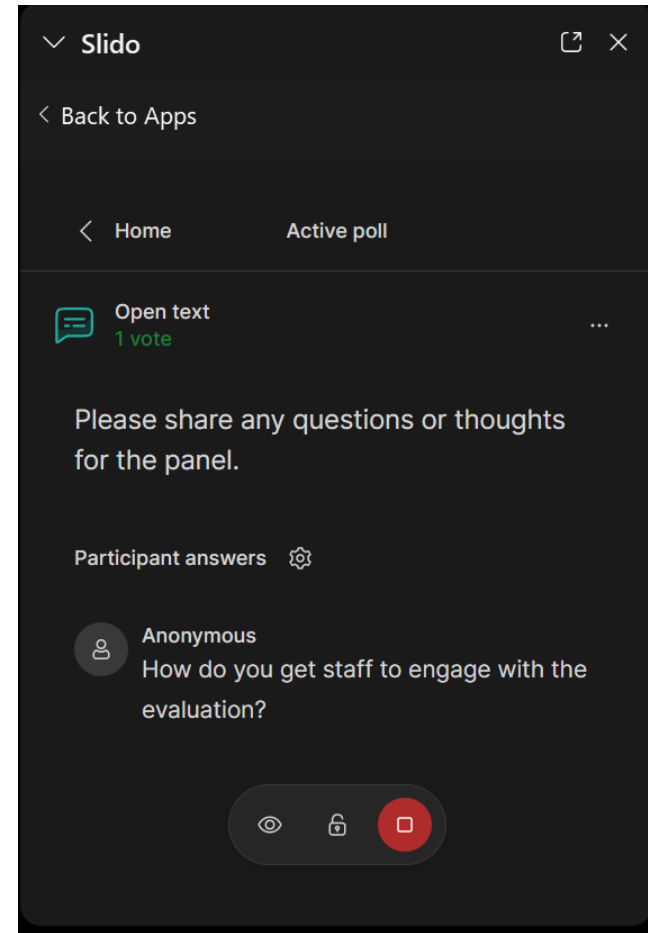 Slido
Back to Apps
Home
Active poll
Open text
1 vote
Please share any questions or thoughts
for the panel.
Participant answers
Anonymous
How do you get staff to engage with the
evaluation?